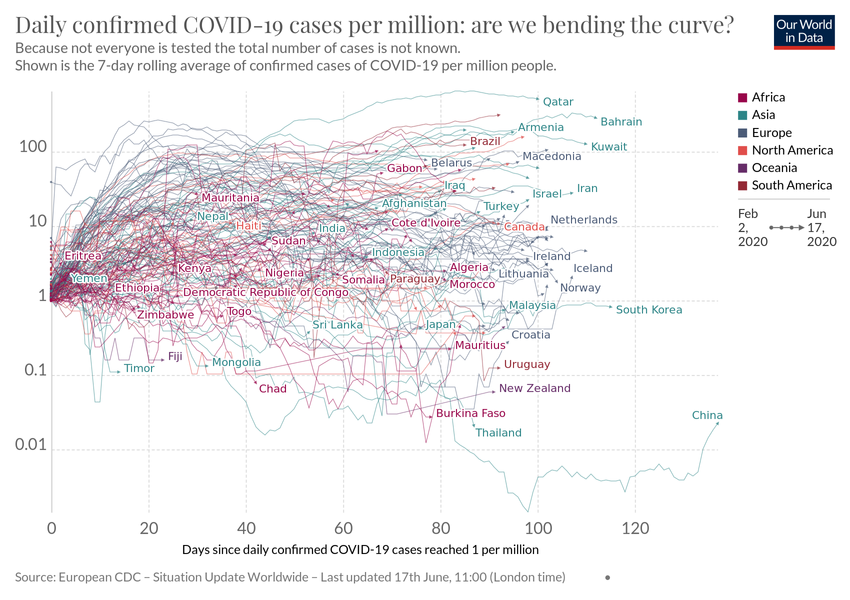 Daily confirmed COVID-19 cases per million: are we bending the curve?
Because not everyone is tested the total number of cases is not known.
Shown is the 7-day rolling average of confirmed cases of COVID-19 per million people.
Our World
in Data
Africa
Asia
Europe
North America
Oceania
South America
Feb
2,
2020
Jun
17,
2020
100
10
1
0.1
0.01
Qatar
Bahrain
Armenia
Kuwait
Brazil
Macedonia
Belarus
Gabon
Iraq
Iran
Israel
Mauritania
Afghanistan
Turkey
Nepal
Netherlands
Haiti
India
Cote d'Ivoire
Canada
Sudan
Eritrea
Indonesia
Ireland
Kenya
Nigeria
Algeria
Iceland
Lithuania
Yemen
Somalia
Paraguay
Morocco
Ethiopia
Democratic Republic of Congo
Norway
Malaysia
South Korea
Zimbabwe
Togo
Sri Lanka
Japan
Croatia
Mauritius
Fiji
Mongolia
Uruguay
Timor
Chad
New Zealand
Burkina Faso
China
Thailand
0
20
40
60
80
100
120
Days since daily confirmed COVID-19 cases reached 1 per million
Source: European CDC – Situation Update Worldwide – Last updated 17th June, 11:00 (London time)